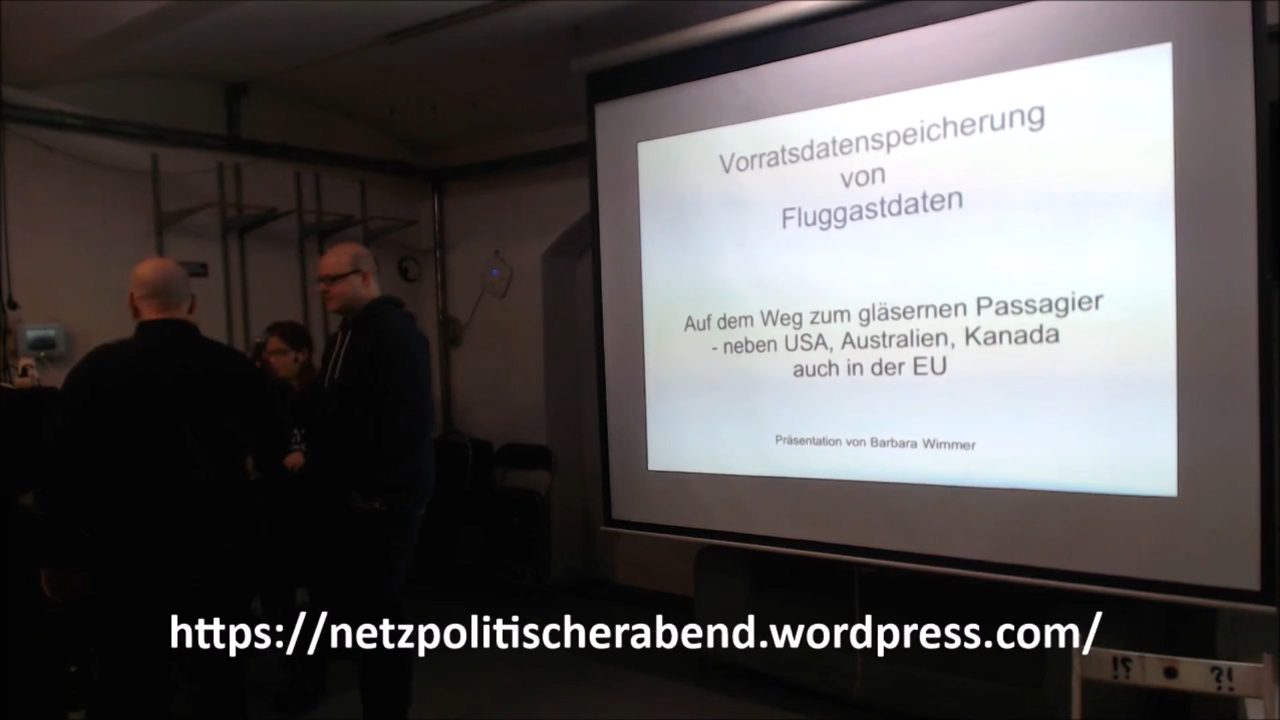 Vorratsdatenspeicherung
von
Fluggastdaten
Auf dem Weg zum gläsernen Passagier
- neben USA, Australien, Kanada
auch in der EU
Präsentation von Barbara Wimmer
https://netzpolitischerabend.wordpress.com/